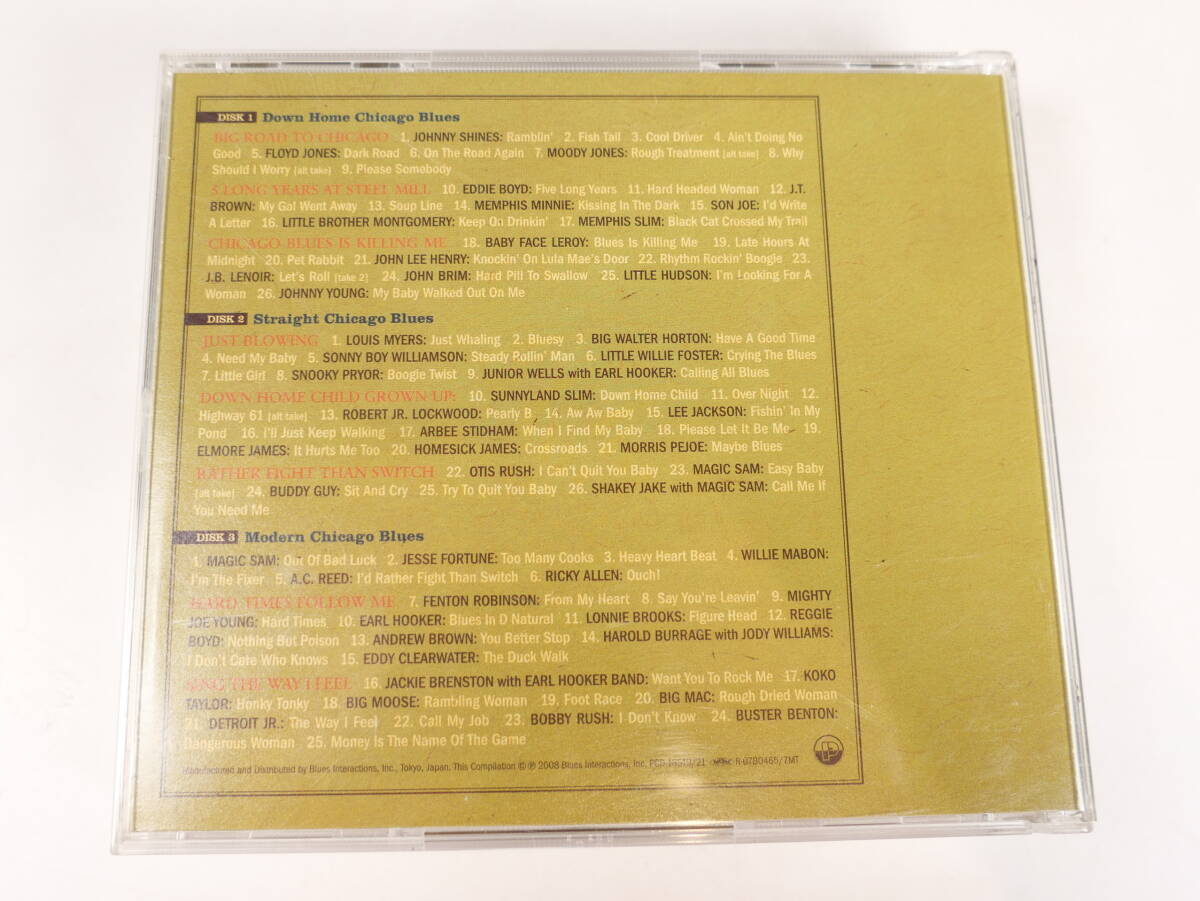 DISK 1 Down Home Chicago Blues
BIG ROAD TO CHICAGO 1. JOHNNY SHINES: Ramblin' 2. Fish Tail 3. Cool Driver 4. Ain't Doing No
Good 5. FLOYD JONES: Dark Road 6. On The Road Again 7. MOODY JONES: Rough Treatment [alt take] 8. Why
Should I Worry [alt take] 9. Please Somebody
5 LONG YEARS AT STEEL MILL 10. EDDIE BOYD: Five Long Years 11. Hard Headed Woman 12. J.T.
BROWN: My Gal Went Away 13. Soup Line 14. MEMPHIS MINNIE: Kissing In The Dark 15. SON JOE: I'd Write
A Letter 16. LITTLE BROTHER MONTGOMERY: Keep On Drinkin' 17. MEMPHIS SLIM: Black Cat Crossed My Trail
CHICAGO BLUES IS KILLING ME 18. BABY FACE LEROY: Blues Is Killing Me 19. Late Hours At
Midnight 20. Pet Rabbit 21. JOHN LEE HENRY: Knockin' On Lula Mae's Door 22. Rhythm Rockin' Boogie 23.
J.B. LENOIR: Let's Roll [take 2] 24. JOHN BRIM: Hard Pill To Swallow 25. LITTLE HUDSON: I'm Looking For A
Woman 26. JOHNNY YOUNG: My Baby Walked Out On Me
DISK 2 Straight Chicago Blues
JUST BLOWING 1. LOUIS MYERS: Just Whaling 2. Bluesy 3. BIG WALTER HORTON: Have A Good Time
4. Need My Baby 5. SONNY BOY WILLIAMSON: Steady Rollin' Man 6. LITTLE WILLIE FOSTER: Crying The Blues
7. Little Girl 8. SNOOKY PRYOR: Boogie Twist 9. JUNIOR WELLS with EARL HOOKER: Calling All Blues
DOWN HOME CHILD GROWN UP: 10. SUNNYLAND SLIM: Down Home Child 11. Over Night 12.
Highway 61 [alt take] 13. ROBERT JR. LOCKWOOD: Pearly B 14. Aw Aw Baby 15. LEE JACKSON: Fishin' In My
Pond 16. I'll Just Keep Walking 17. ARBEE STIDHAM: When I Find My Baby 18. Please Let It Be Me 19.
ELMORE JAMES: It Hurts Me Too 20. HOMESICK JAMES: Crossroads 21. MORRIS PEJOE: Maybe Blues
RATHER FIGHT THAN SWITCH 22. OTIS RUSH: I Can't Quit You Baby 23. MAGIC SAM: Easy Baby
[alt take] 24. BUDDY GUY: Sit And Cry 25. Try To Quit You Baby 26. SHAKEY JAKE with MAGIC SAM: Call Me If
You Need Me
DISK 3 Modern Chicago Blues
1. MAGIC SAM: Out Of Bad Luck 2. JESSE FORTUNE: Too Many Cooks 3. Heavy Heart Beat 4. WILLIE MABON:
I'm The Fixer 5. A.C. REED: I'd Rather Fight Than Switch 6. RICKY ALLEN: Ouch!
HARD TIMES FOLLOW ME 7. FENTON ROBINSON: From My Heart 8. Say You're Leavin' 9. MIGHTY
JOE YOUNG: Hard Times 10. EARL HOOKER: Blues In D Natural 11. LONNIE BROOKS: Figure Head 12. REGGIE
BOYD: Nothing But Poison 13. ANDREW BROWN: You Better Stop 14. HAROLD BURRAGE with JODY WILLIAMS:
I Don't Care Who Knows 15. EDDY CLEARWATER: The Duck Walk
SING THE WAY I FEEL 16. JACKIE BRENSTON with EARL HOOKER BAND: Want You To Rock Me 17. KOKO
TAYLOR: Honky Tonky 18. BIG MOOSE: Rambling Woman 19. Foot Race 20. BIG MAC: Rough Dried Woman
21. DETROIT JR.: The Way I Feel 22. Call My Job 23. BOBBY RUSH: I Don't Know 24. BUSTER BENTON:
Dangerous Woman 25. Money Is The Name Of The Game
Manufactured and Distributed by Blues Interactions, Inc., Tokyo, Japan. This Compilation © ℗ 2008 Blues Interactions, Inc. R-0780465/7MT